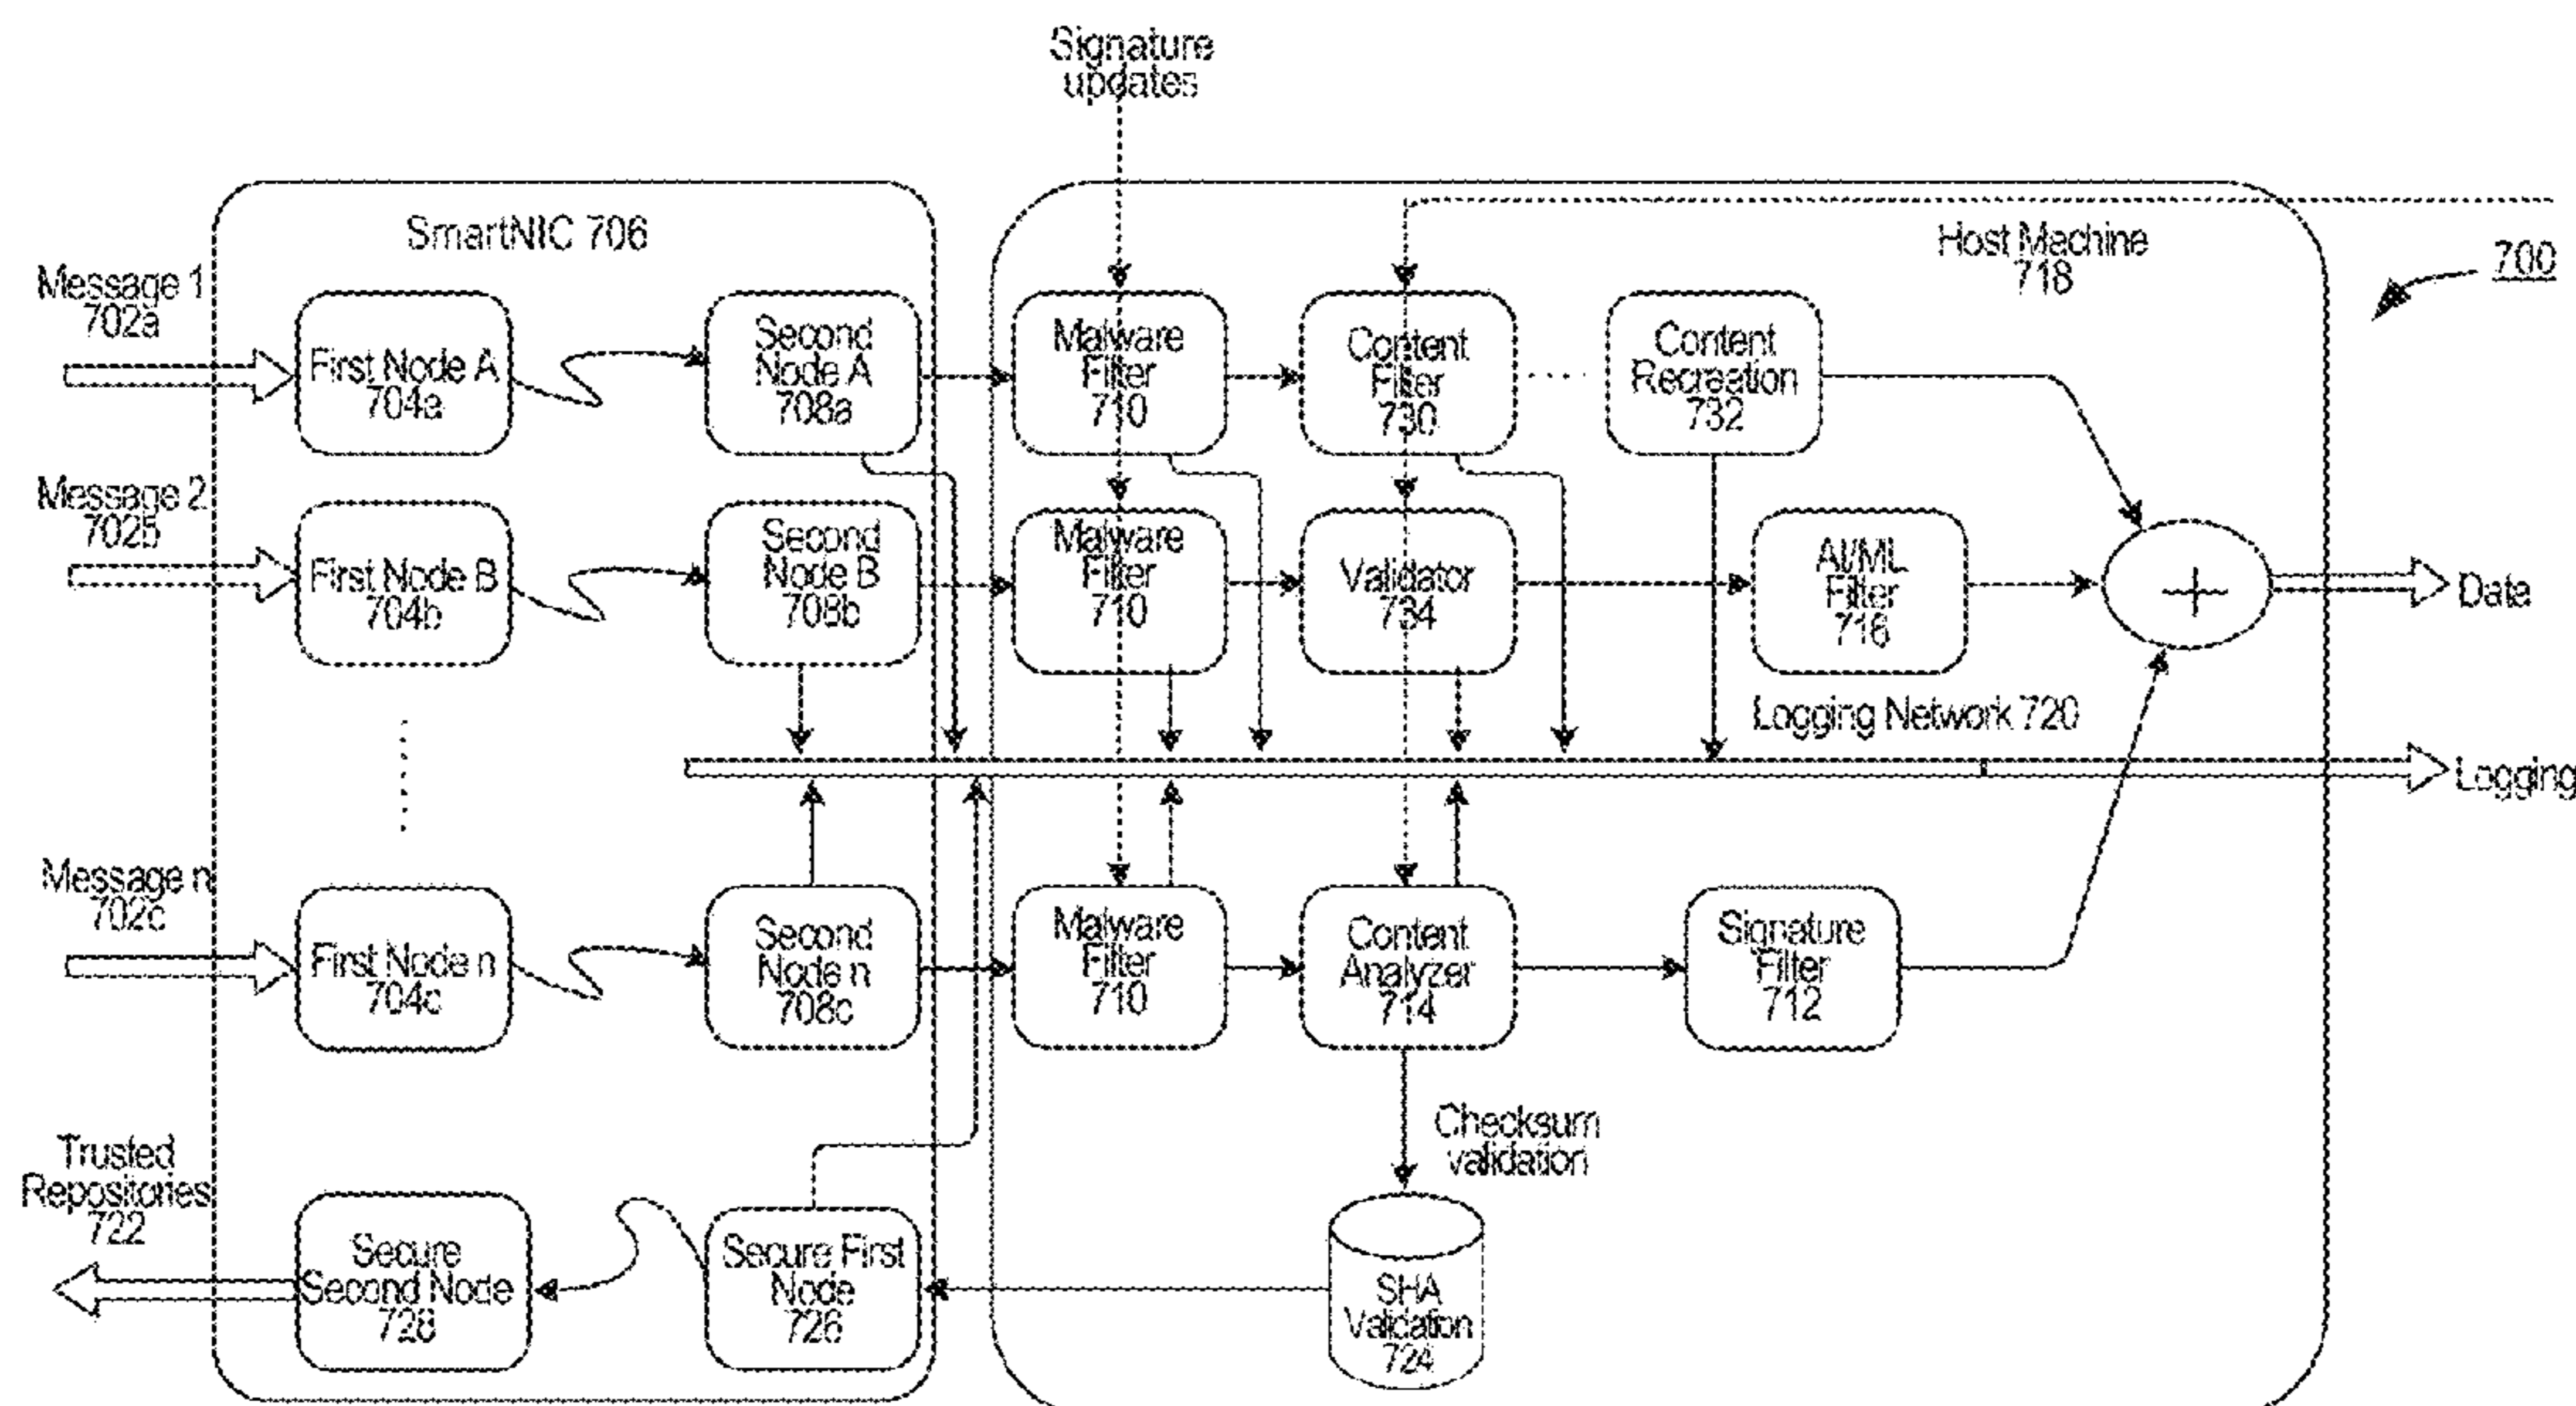 Signature
updates
SmartNIC 706
Host Machine
718
700
Message 1
702a
First Node A
704a
Second
Node A
708a
Malware
Filter
710
Content
Filter
730
Content
Recreation
732
Message 2
702b
First Node B
704b
Second
Node B
708b
Malware
Filter
710
Validator
734
AI/ML
Filter
716
+
Data
Logging Network 720
Logging
Message n
702c
First Node n
704c
Second
Node n
708c
Malware
Filter
710
Content
Analyzer
714
Signature
Filter
712
Checksum
validation
Trusted
Repositories
722
Secure
Second Node
728
Secure First
Node
726
SHA
Validation
724